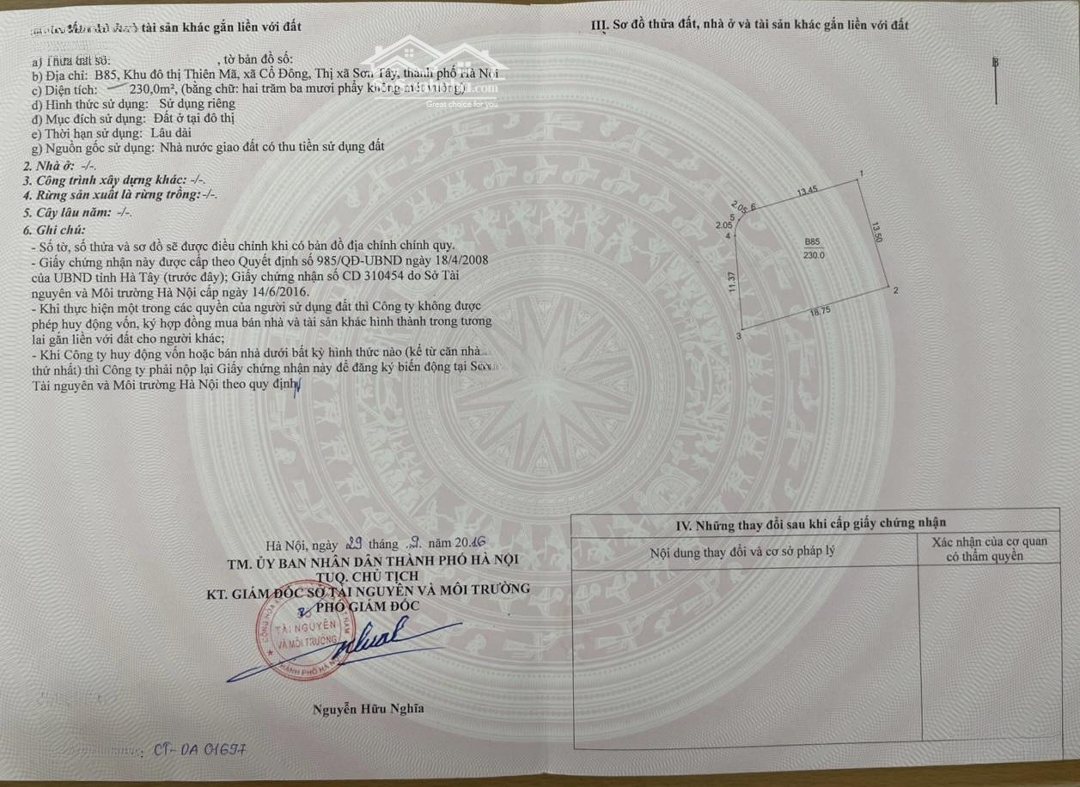 tài sản khác gắn liền với đất
a) Thửa đất số: , tờ bản đồ số:
b) Địa chỉ: B85, Khu đô thị Thiên Mã, xã Cổ Đông, Thị xã Sơn Tây, thành phố Hà Nội
c) Diện tích: 230,0m², (bằng chữ: hai trăm ba mươi phẩy không mét vuông)
d) Hình thức sử dụng: Sử dụng riêng
đ) Mục đích sử dụng: Đất ở tại đô thị
e) Thời hạn sử dụng: Lâu dài
g) Nguồn gốc sử dụng: Nhà nước giao đất có thu tiền sử dụng đất
2. Nhà ở: -/-.
3. Công trình xây dựng khác: -/-.
4. Rừng sản xuất là rừng trồng: -/-.
5. Cây lâu năm: -/-.
6. Ghi chú:
- Số tờ, số thửa và sơ đồ sẽ được điều chỉnh khi có bản đồ địa chính chính quy.
- Giấy chứng nhận này được cấp theo Quyết định số 985/QĐ-UBND ngày 18/4/2008
của UBND tỉnh Hà Tây (trước đây); Giấy chứng nhận số CD 310454 do Sở Tài
nguyên và Môi trường Hà Nội cấp ngày 14/6/2016.
- Khi thực hiện một trong các quyền của người sử dụng đất thì Công ty không được
phép huy động vốn, ký hợp đồng mua bán nhà và tài sản khác hình thành trong tương
lai gắn liền với đất cho người khác;
- Khi Công ty huy động vốn hoặc bán nhà dưới bất kỳ hình thức nào (kể từ căn nhà
thứ nhất) thì Công ty phải nộp lại Giấy chứng nhận này để đăng ký biến động tại Sở
Tài nguyên và Môi trường Hà Nội theo quy định
Great choice for you
Hà Nội, ngày 29 tháng 9 năm 2016
TM. ỦY BAN NHÂN DÂN THÀNH PHỐ HÀ NỘI
TUQ. CHỦ TỊCH
KT. GIÁM ĐỐC SỞ TÀI NGUYÊN VÀ MÔI TRƯỜNG
PHÓ GIÁM ĐỐC
TÀI NGUYÊN
VÀ MÔI TRƯỜNG
THÀNH PHỐ HÀ NỘI
Nguyễn Hữu Nghĩa
CT-DA 01697
III. Sơ đồ thửa đất, nhà ở và tài sản khác gắn liền với đất
B
1
13.45
6
2.05
5
2.05
4
13.50
B85
230.0
11.37
2
18.75
3
IV. Những thay đổi sau khi cấp giấy chứng nhận
Nội dung thay đổi và cơ sở pháp lý
Xác nhận của cơ quan
có thẩm quyền